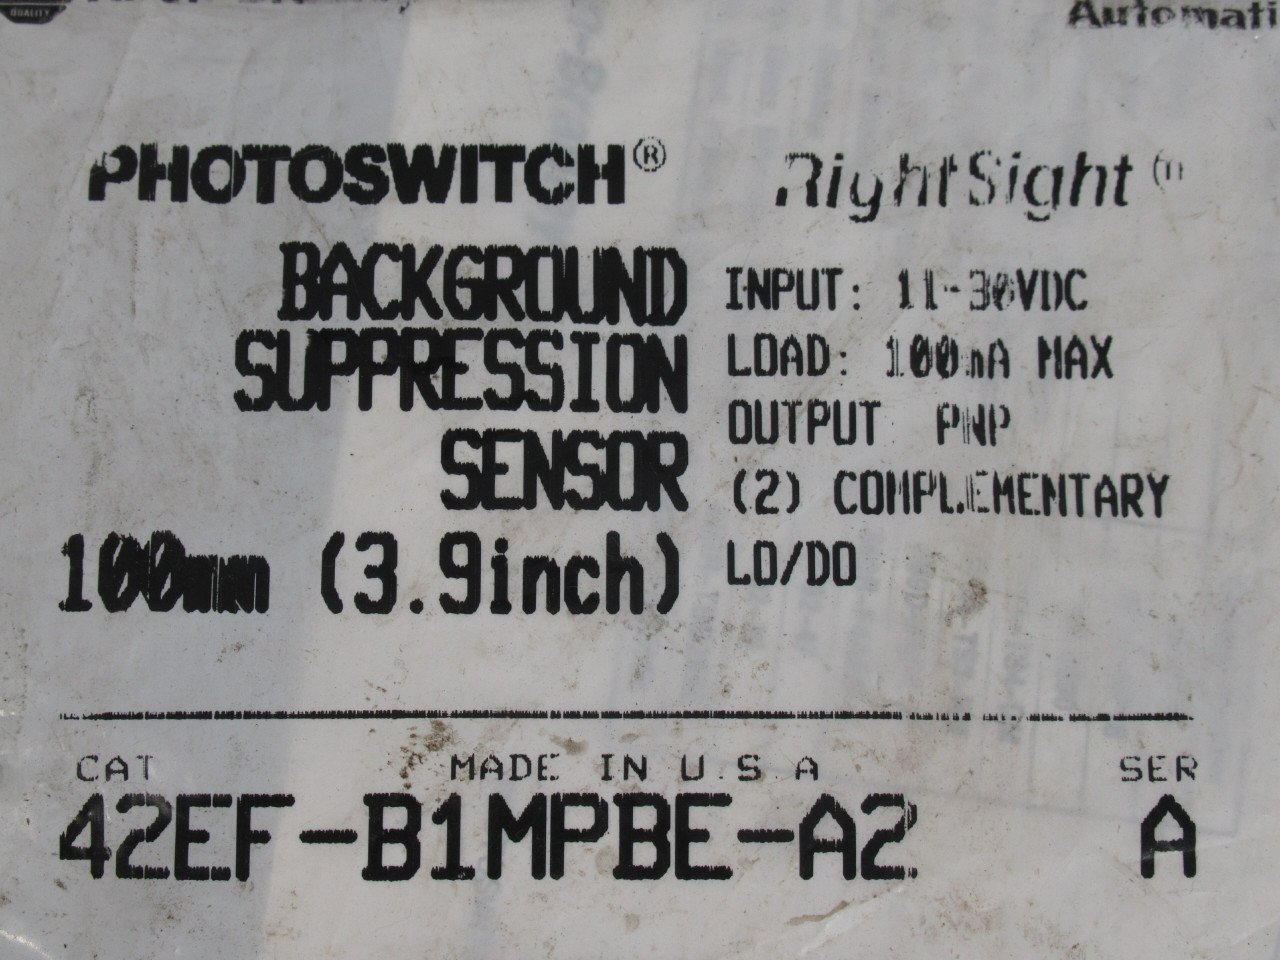 QUALITY
Automati
PHOTOSWITCH® RightSight
BACKGROUND
SUPPRESSION
SENSOR
100mm (3.9inch)
INPUT: 11-30VDC
LOAD: 100mA MAX
OUTPUT PNP
(2) COMPLEMENTARY
LO/DO
CAT MADE IN U.S.A SER
42EF-B1MPBE-A2 A